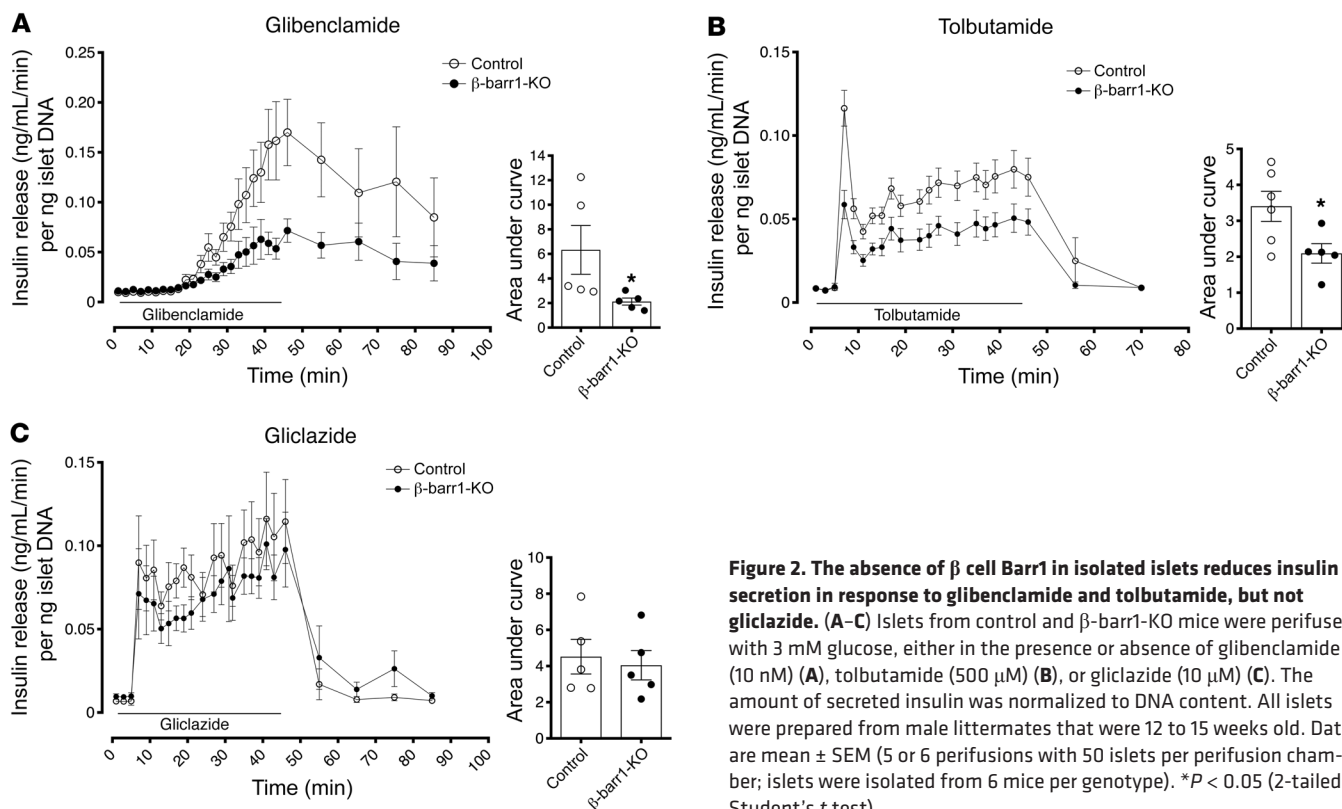 A
Glibenclamide
Insulin release (ng/mL/min)
per ng islet DNA
0.25
0.20
0.15
0.10
0.05
0
Control
β-barr1-KO
Glibenclamide
0
10
20
30
40
50
60
70
80
90
100
Time (min)
Area under curve
14
12
10
8
6
4
2
0
*
Control
β-barr1-KO
B
Tolbutamide
Insulin release (ng/mL/min)
per ng islet DNA
0.15
0.10
0.05
0
Control
β-barr1-KO
Tolbutamide
0
10
20
30
40
50
60
70
80
Time (min)
Area under curve
5
4
3
2
1
0
*
Control
β-barr1-KO
C
Gliclazide
Insulin release (ng/mL/min)
per ng islet DNA
0.15
0.10
0.05
0
Control
β-barr1-KO
Gliclazide
0
10
20
30
40
50
60
70
80
90
100
Time (min)
Area under curve
10
8
6
4
2
0
Control
β-barr1-KO
Figure 2. The absence of β cell Barr1 in isolated islets reduces insulin
secretion in response to glibenclamide and tolbutamide, but not
gliclazide. (A–C) Islets from control and β-barr1-KO mice were perifuse
with 3 mM glucose, either in the presence or absence of glibenclamide
(10 nM) (A), tolbutamide (500 μM) (B), or gliclazide (10 μM) (C). The
amount of secreted insulin was normalized to DNA content. All islets
were prepared from male littermates that were 12 to 15 weeks old. Dat
are mean ± SEM (5 or 6 perifusions with 50 islets per perifusion cham-
ber; islets were isolated from 6 mice per genotype). *P < 0.05 (2-tailed
Student's t test)